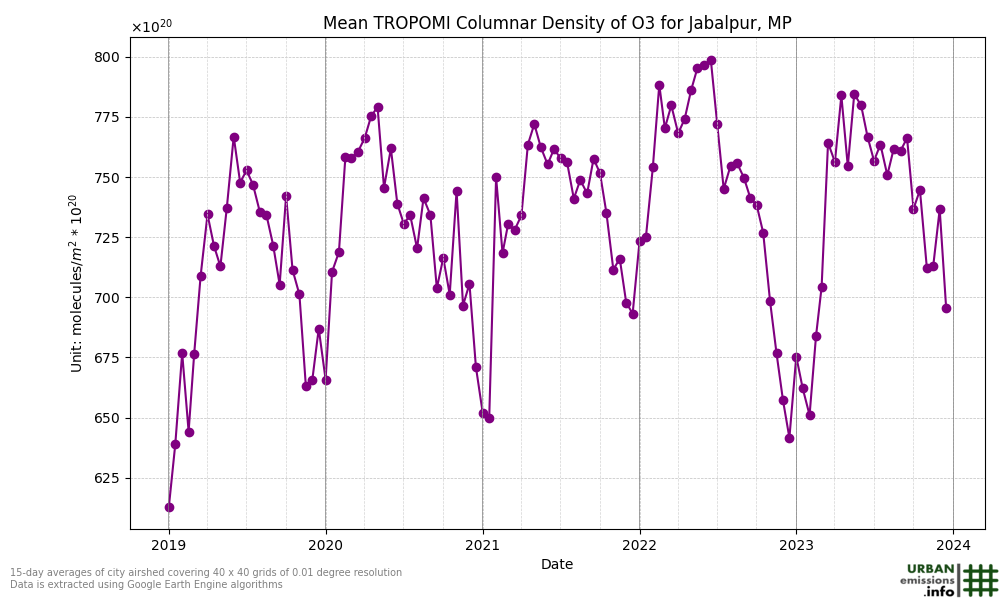 Mean TROPOMI Columnar Density of O3 for Jabalpur, MP
×10²⁰
800
775
750
725
700
675
650
625
Unit: molecules/m² * 10²⁰
2019 2020 2021 2022 2023 2024
Date
15-day averages of city airshed covering 40 x 40 grids of 0.01 degree resolution
Data is extracted using Google Earth Engine algorithms
URBAN
emissions
.info